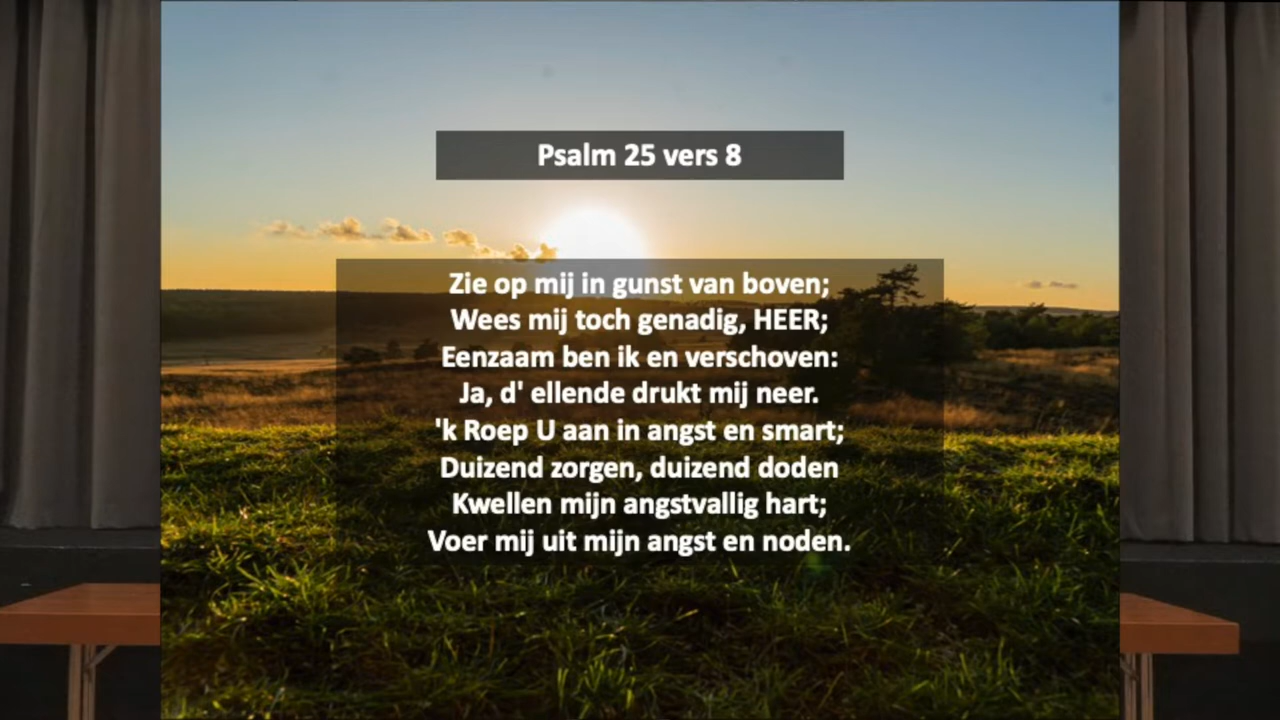 Psalm 25 vers 8
Zie op mij in gunst van boven;
Wees mij toch genadig, HEER;
Eenzaam ben ik en verschoven:
Ja, d' ellende drukt mij neer.
'k Roep U aan in angst en smart;
Duizend zorgen, duizend doden
Kwellen mijn angstvallig hart;
Voer mij uit mijn angst en noden.